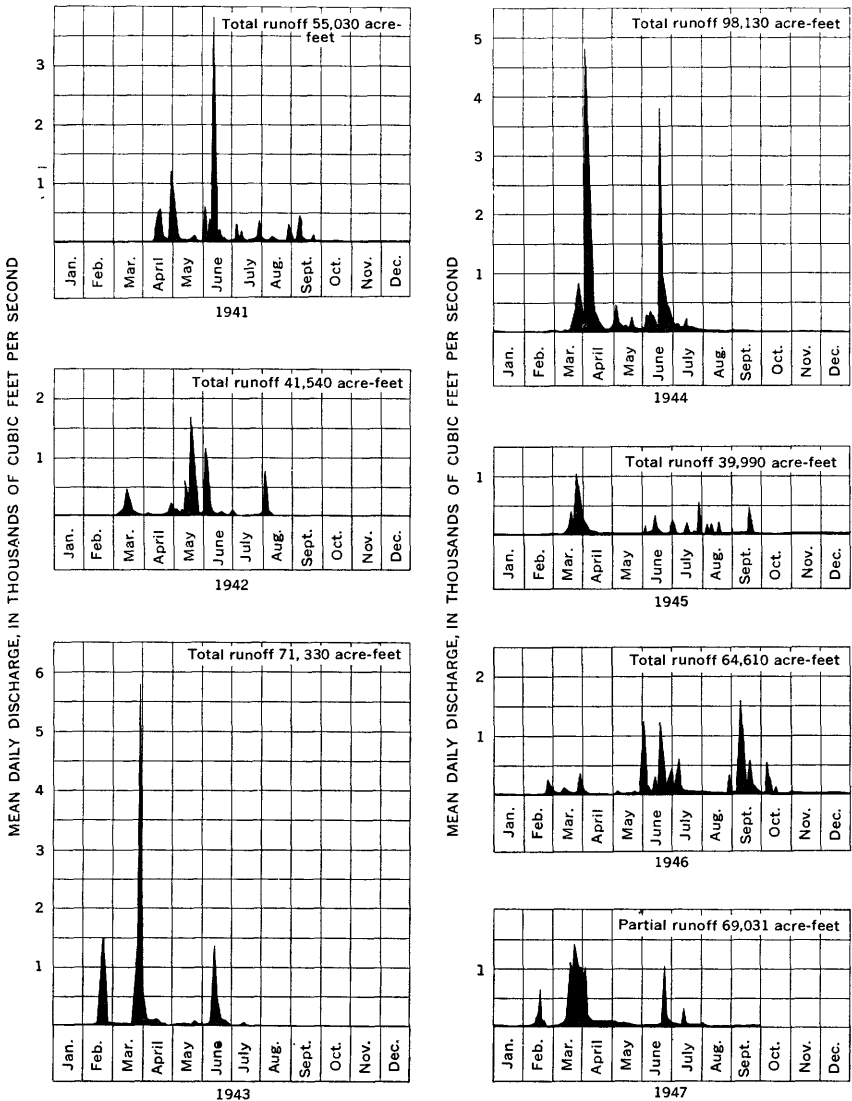 MEAN DAILY DISCHARGE, IN THOUSANDS OF CUBIC FEET PER SECOND
Total runoff 55,030 acre-
feet
3
2
1
Jan.
Feb.
Mar.
April
May
June
July
Aug.
Sept.
Oct.
Nov.
Dec.
1941
Total runoff 41,540 acre-feet
2
1
Jan.
Feb.
Mar.
April
May
June
July
Aug.
Sept.
Oct.
Nov.
Dec.
1942
Total runoff 71, 330 acre-feet
6
5
4
3
2
1
Jan.
Feb.
Mar.
April
May
June
July
Aug.
Sept.
Oct.
Nov.
Dec.
1943
MEAN DAILY DISCHARGE, IN THOUSANDS OF CUBIC FEET PER SECOND
Total runoff 98,130 acre-feet
5
4
3
2
1
Jan.
Feb.
Mar.
April
May
June
July
Aug.
Sept.
Oct.
Nov.
Dec.
1944
Total runoff 39,990 acre-feet
1
Jan.
Feb.
Mar.
April
May
June
July
Aug.
Sept.
Oct.
Nov.
Dec.
1945
Total runoff 64,610 acre-feet
2
1
Jan.
Feb.
Mar.
April
May
June
July
Aug.
Sept.
Oct.
Nov.
Dec.
1946
Partial runoff 69,031 acre-feet
1
Jan.
Feb.
Mar.
April
May
June
July
Aug.
Sept.
Oct.
Nov.
Dec.
1947